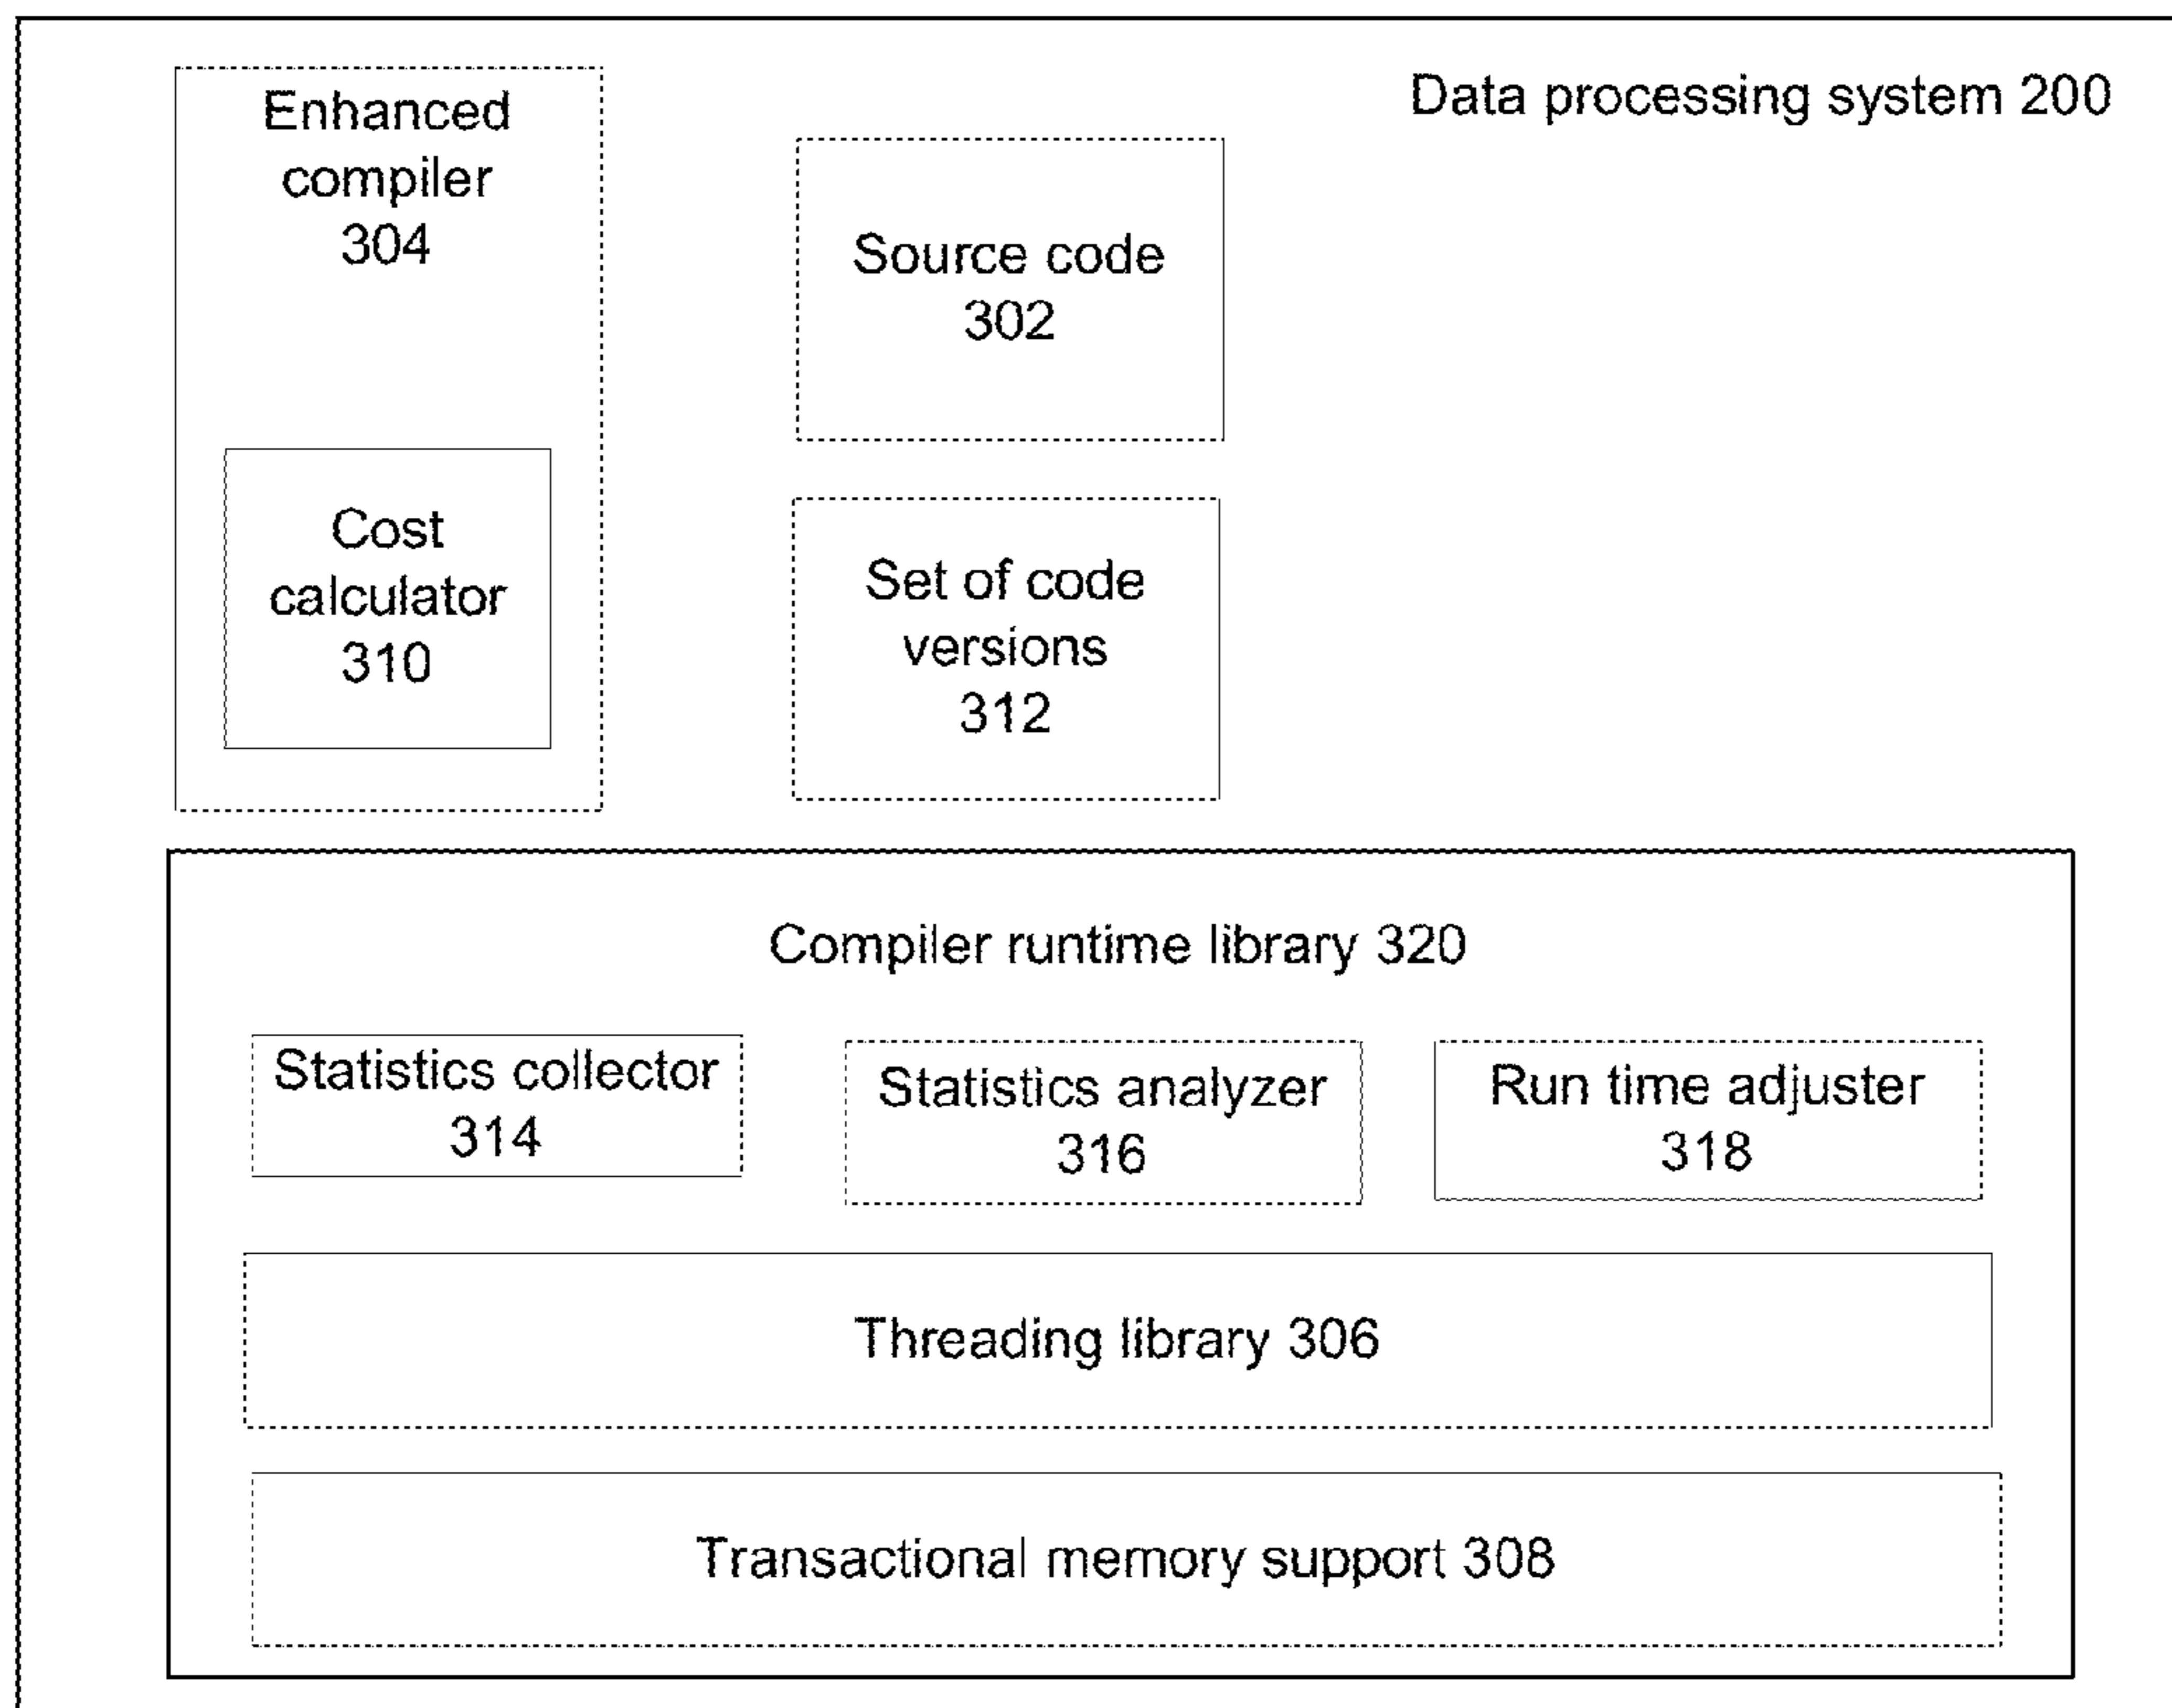 Data processing system 200
Enhanced
compiler
304
Cost
calculator
310
Source code
302
Set of code
versions
312
Compiler runtime library 320
Statistics collector
314
Statistics analyzer
316
Run time adjuster
318
Threading library 306
Transactional memory support 308